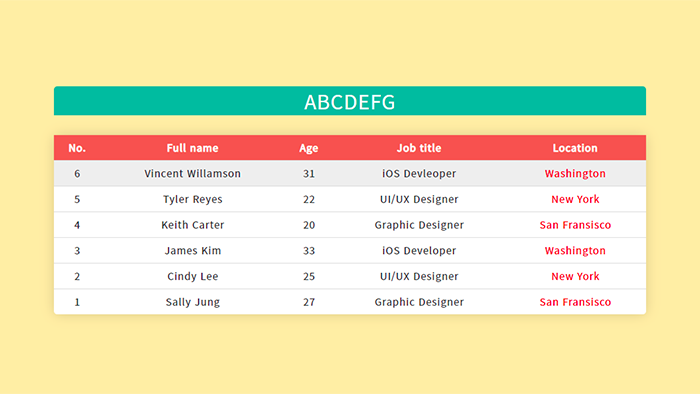 ABCDEFG
No. Full name Age Job title Location
6 Vincent Willamson 31 iOS Devleoper Washington
5 Tyler Reyes 22 UI/UX Designer New York
4 Keith Carter 20 Graphic Designer San Fransisco
3 James Kim 33 iOS Developer Washington
2 Cindy Lee 25 UI/UX Designer New York
1 Sally Jung 27 Graphic Designer San Fransisco